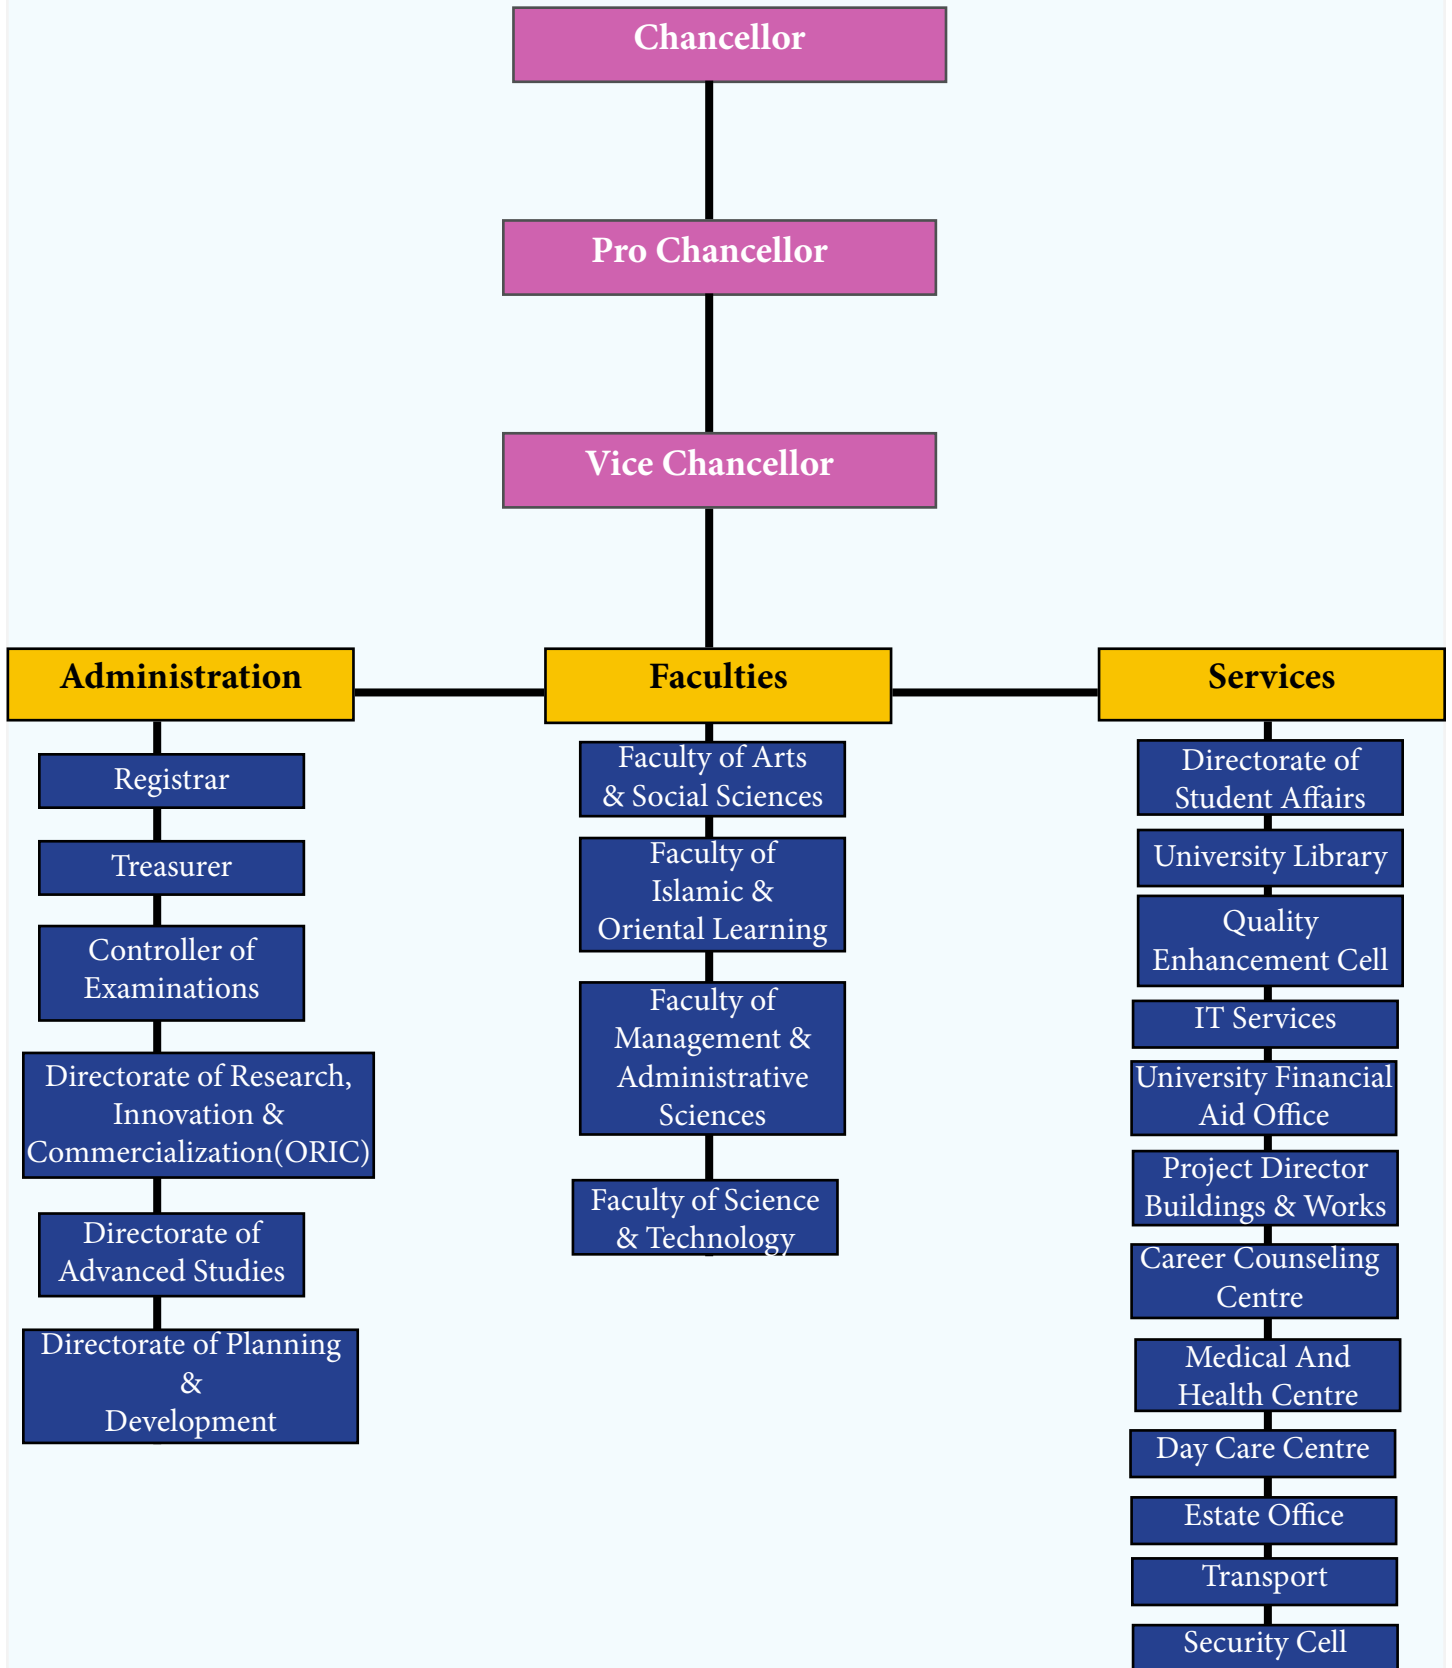 Chancellor
Pro Chancellor
Vice Chancellor
Administration
Faculties
Services
Registrar
Treasurer
Controller of
Examinations
Directorate of Research,
Innovation &
Commercialization(ORIC)
Directorate of
Advanced Studies
Directorate of Planning
&
Development
Faculty of Arts
& Social Sciences
Faculty of
Islamic &
Oriental Learning
Faculty of
Management &
Administrative
Sciences
Faculty of Science
& Technology
Directorate of
Student Affairs
University Library
Quality
Enhancement Cell
IT Services
University Financial
Aid Office
Project Director
Buildings & Works
Career Counseling
Centre
Medical And
Health Centre
Day Care Centre
Estate Office
Transport
Security Cell